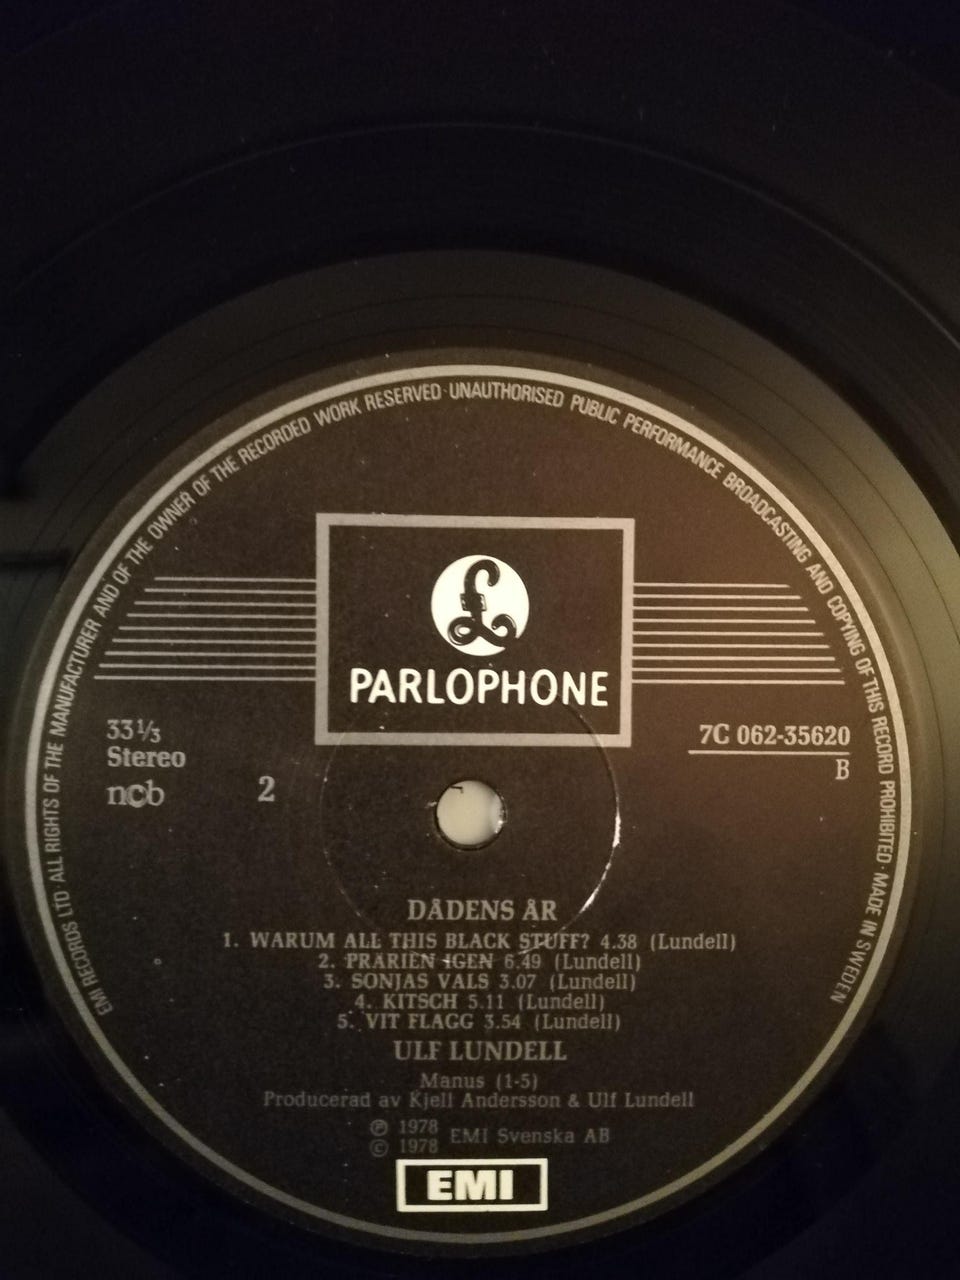 EMI RECORDS LTD · ALL RIGHTS OF THE MANUFACTURER AND OF THE OWNER OF THE RECORDED WORK RESERVED · UNAUTHORISED PUBLIC PERFORMANCE BROADCASTING AND COPYING OF THIS RECORD PROHIBITED · MADE IN SWEDEN
£
PARLOPHONE
33 1/3
Stereo
ncb
2
7C 062-35620
B
DÅDENS ÅR
1. WARUM ALL THIS BLACK STUFF? 4.38 (Lundell)
2. PRÄRIEN IGEN 6.49 (Lundell)
3. SONJAS VALS 3.07 (Lundell)
4. KITSCH 5.11 (Lundell)
5. VIT FLAGG 3.54 (Lundell)
ULF LUNDELL
Manus (1-5)
Producerad av Kjell Andersson & Ulf Lundell
℗ 1978
© 1978
EMI Svenska AB
EMI